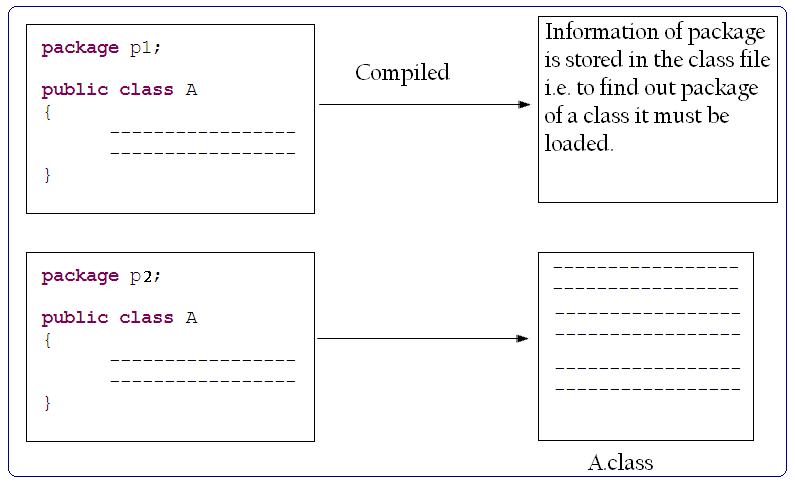 package p1;
public class A
{
-----------------
-----------------
}
Compiled
Information of package
is stored in the class file
i.e. to find out package
of a class it must be
loaded.
package p2;
public class A
{
-----------------
-----------------
}
-----------------
-----------------
-----------------
-----------------
-----------------
-----------------
A.class